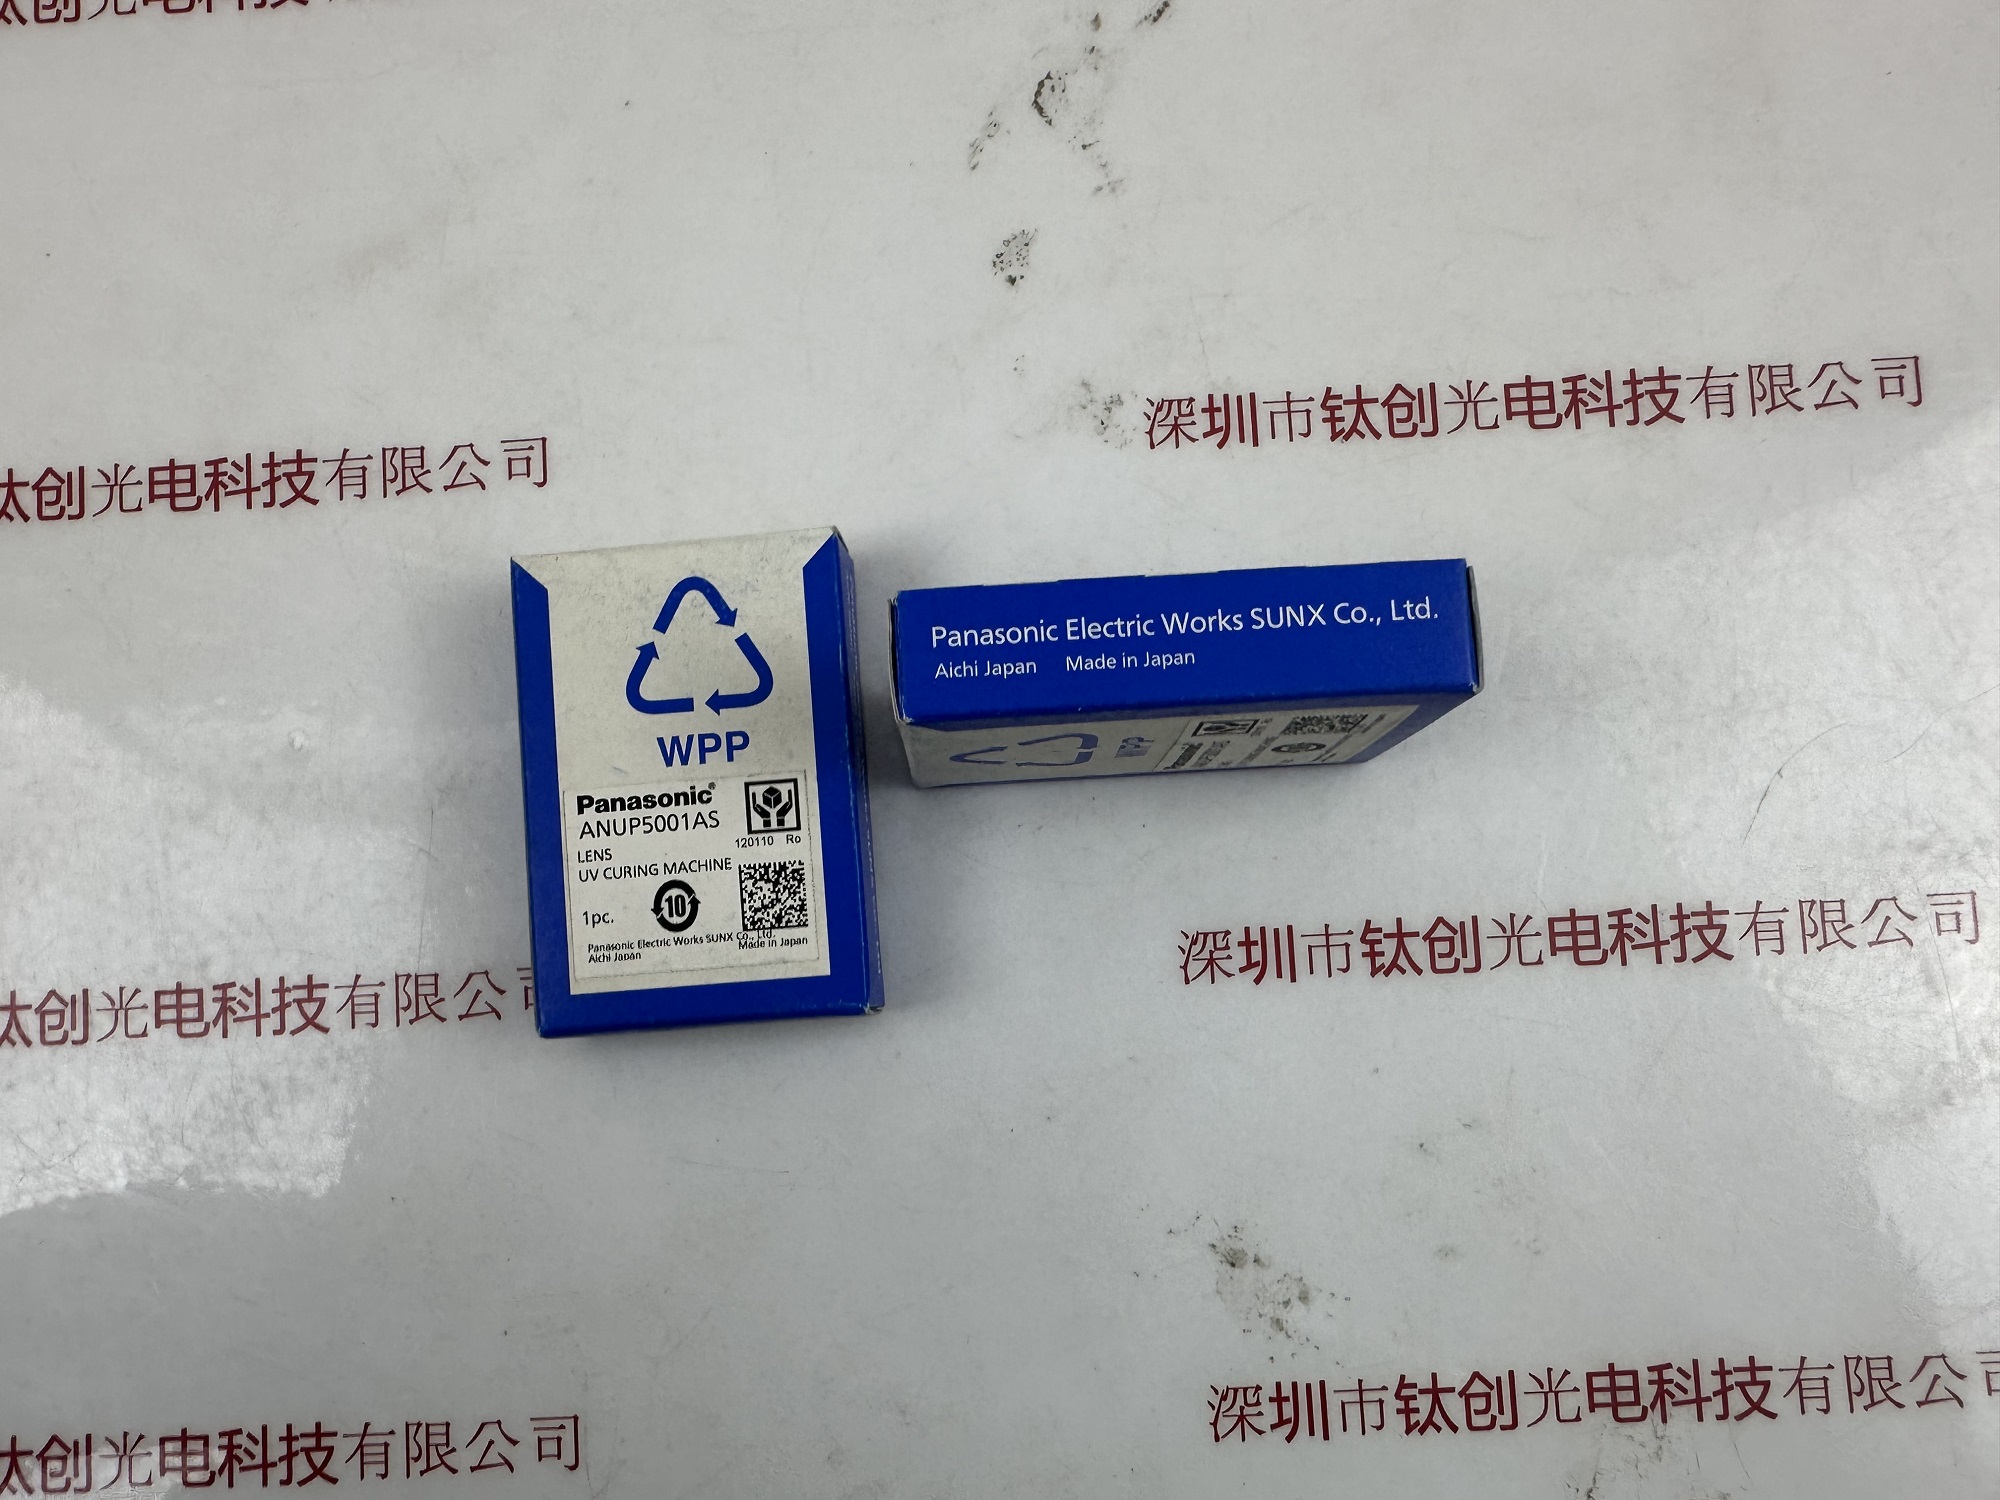 钛创光电科技有限公司
深圳市钛创光电科技有限公司
WPP
Panasonic®
ANUP5001AS
120110 Ro
LENS
UV CURING MACHINE
1pc.
10
Panasonic Electric Works SUNX Co., Ltd.
Aichi Japan
Made in Japan
Panasonic Electric Works SUNX Co., Ltd.
Aichi Japan Made in Japan
WPP
Panasonic
深圳市钛创光电科技有限公司
钛创光电科技有限公司
深圳市钛创光电科技有限公
钛创光电科技有限公司